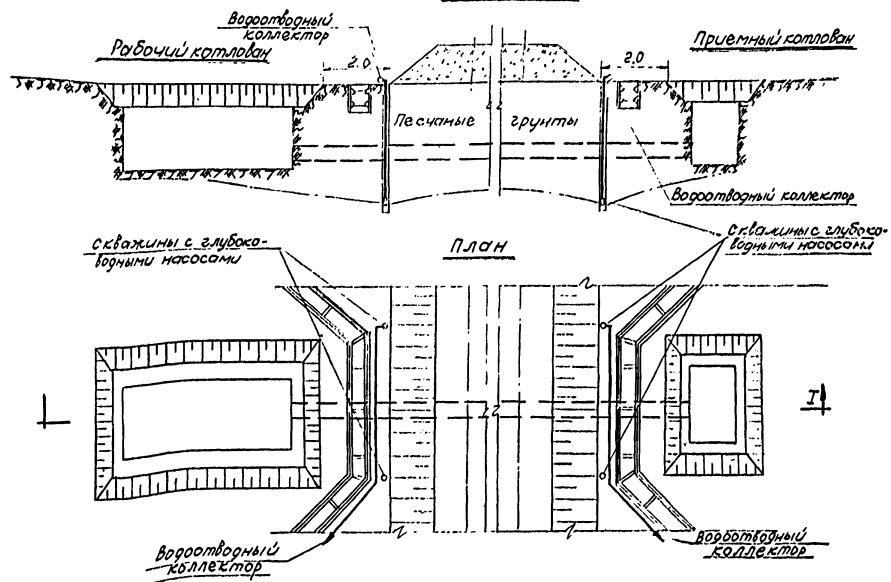 Водоотводный
коллектор
Рабочий котлован
Приемный котлован
2.0
2.0
Песчаные грунты
Водоотводный коллектор
скважины с глубоко-
водными насосами
План
скважины с глубоко-
водными насосами
I
Водоотводный
коллектор
Водоотводный
коллектор